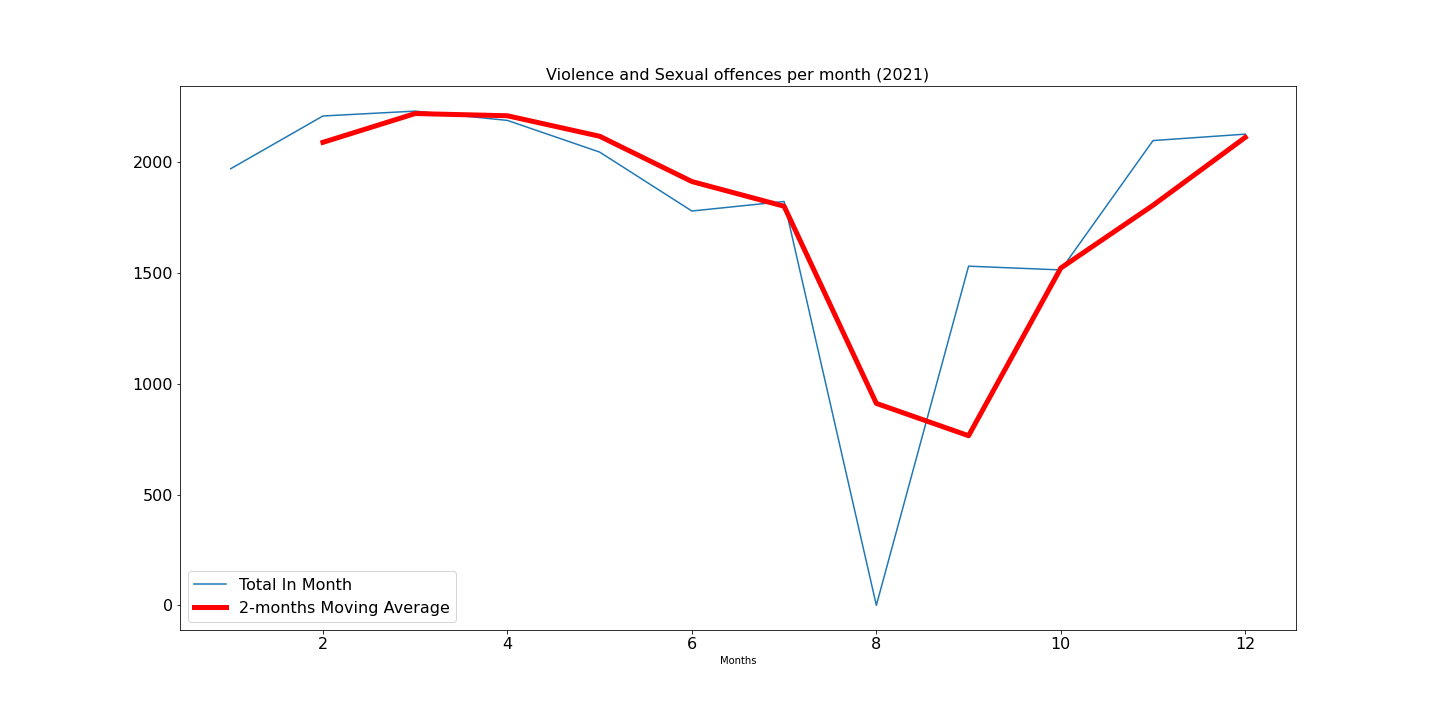 Violence and Sexual offences per month (2021)
2000
1500
1000
500
0
Total In Month
2-months Moving Average
2 4 6 8 10 12
Months